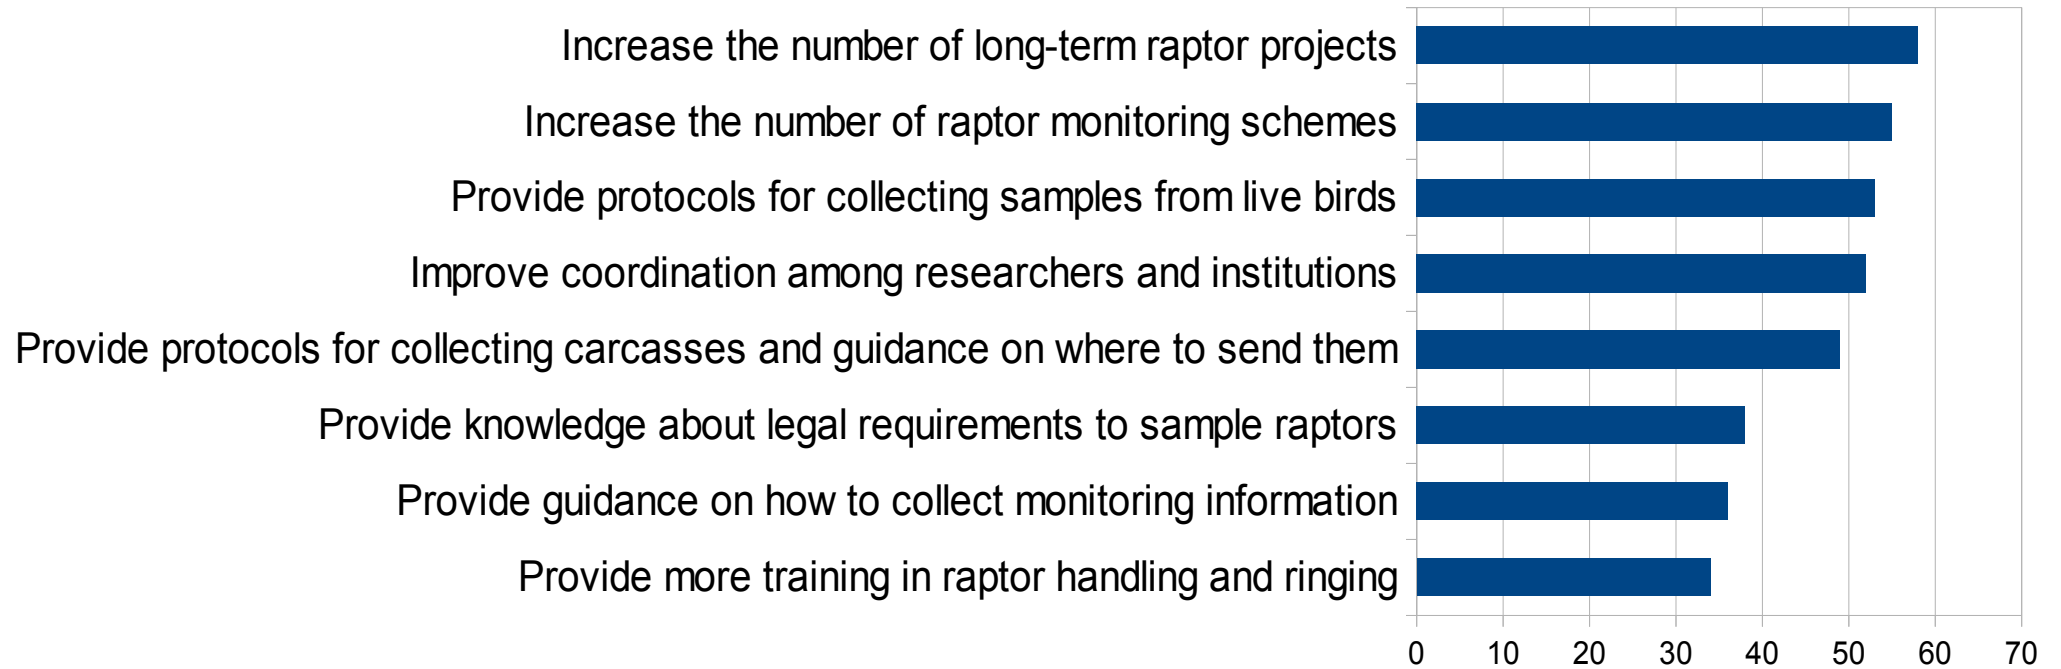 Increase the number of long-term raptor projects
Increase the number of raptor monitoring schemes
Provide protocols for collecting samples from live birds
Improve coordination among researchers and institutions
Provide protocols for collecting carcasses and guidance on where to send them
Provide knowledge about legal requirements to sample raptors
Provide guidance on how to collect monitoring information
Provide more training in raptor handling and ringing
0 10 20 30 40 50 60 70